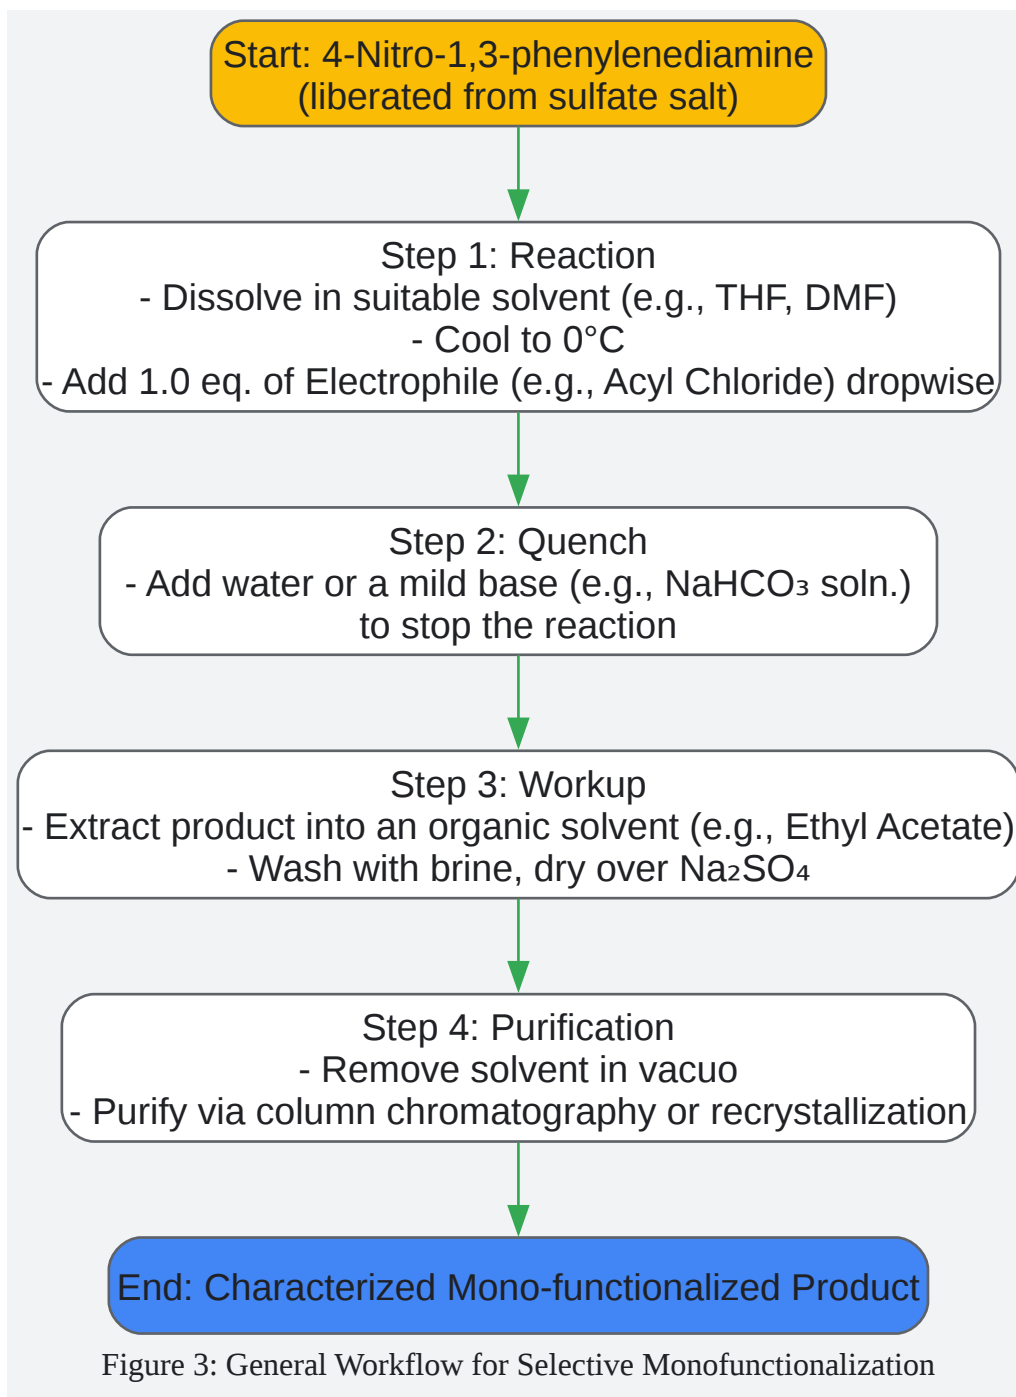 Start: 4-Nitro-1,3-phenylenediamine
(liberated from sulfate salt)
Step 1: Reaction
- Dissolve in suitable solvent (e.g., THF, DMF)
- Cool to 0°C
- Add 1.0 eq. of Electrophile (e.g., Acyl Chloride) dropwise
Step 2: Quench
- Add water or a mild base (e.g., NaHCO₃ soln.)
to stop the reaction
Step 3: Workup
- Extract product into an organic solvent (e.g., Ethyl Acetate)
- Wash with brine, dry over Na₂SO₄
Step 4: Purification
- Remove solvent in vacuo
- Purify via column chromatography or recrystallization
End: Characterized Mono-functionalized Product
Figure 3: General Workflow for Selective Monofunctionalization